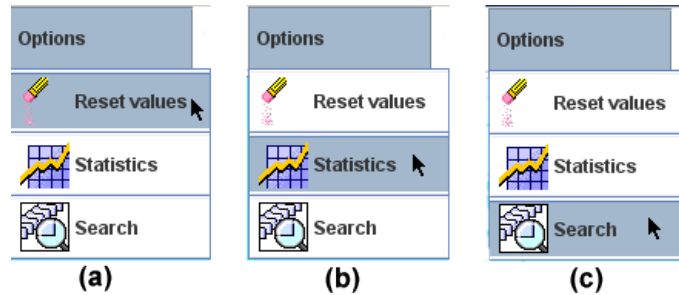 Options
Reset values
Statistics
Search
(a)
Options
Reset values
Statistics
Search
(b)
Options
Reset values
Statistics
Search
(c)